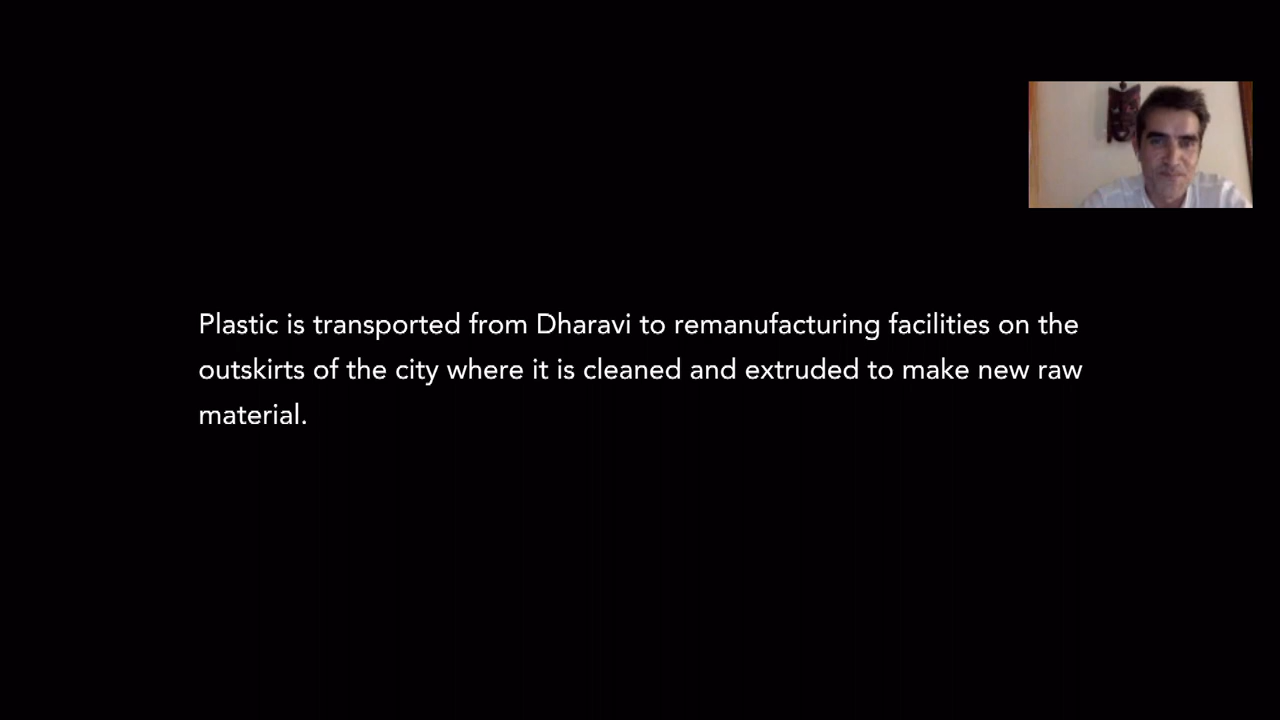 Plastic is transported from Dharavi to remanufacturing facilities on the
outskirts of the city where it is cleaned and extruded to make new raw
material.